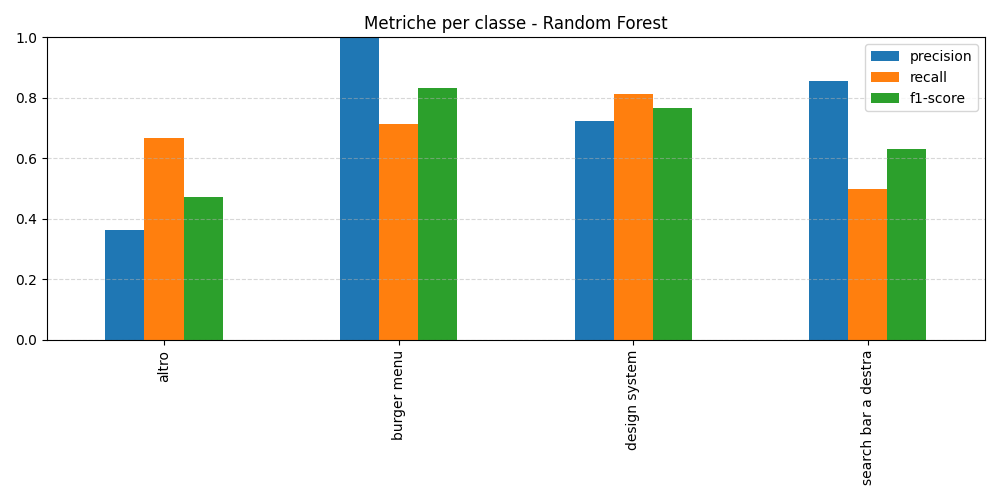 Metriche per classe - Random Forest
1.0
0.8
0.6
0.4
0.2
0.0
precision
recall
f1-score
altro
burger menu
design system
search bar a destra